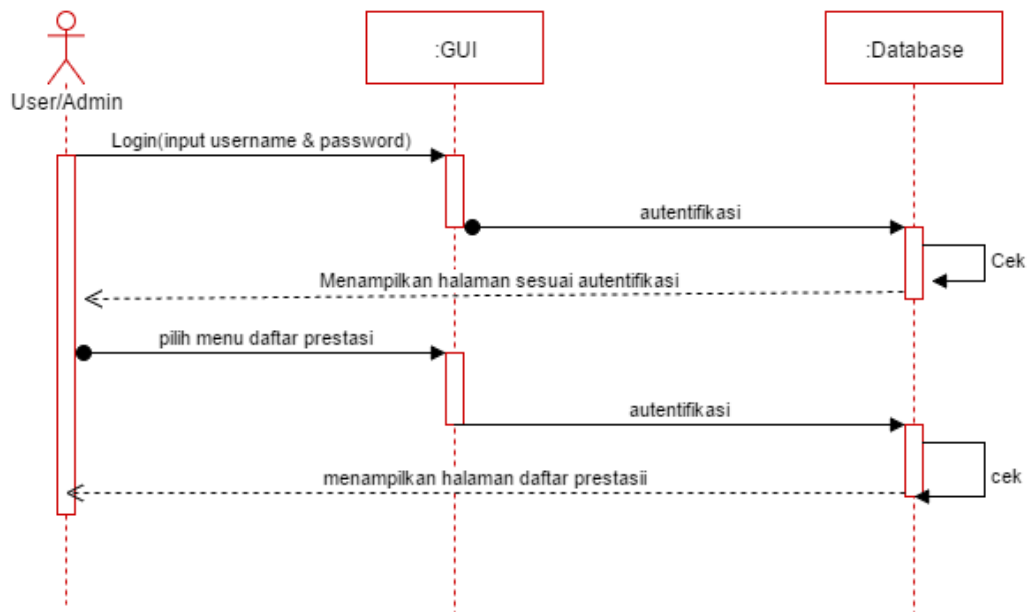 :GUI
:Database
User/Admin
Login(input username & password)
autentifikasi
Cek
Menampilkan halaman sesuai autentifikasi
pilih menu daftar prestasi
autentifikasi
cek
menampilkan halaman daftar prestasii